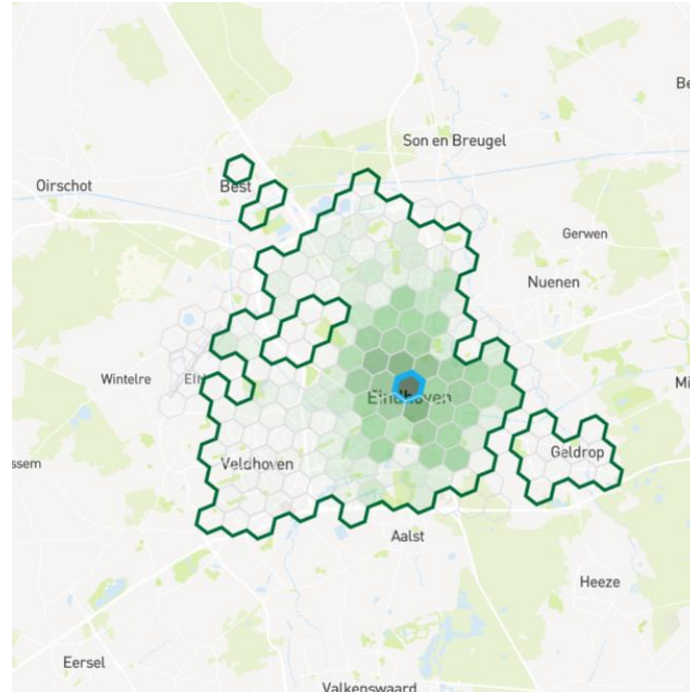 Son en Breugel
Oirschot
Best
Gerwen
Nuenen
Wintelre
Eindhoven
Veldhoven
Geldrop
Aalst
Heeze
Eersel
Valkenswaard